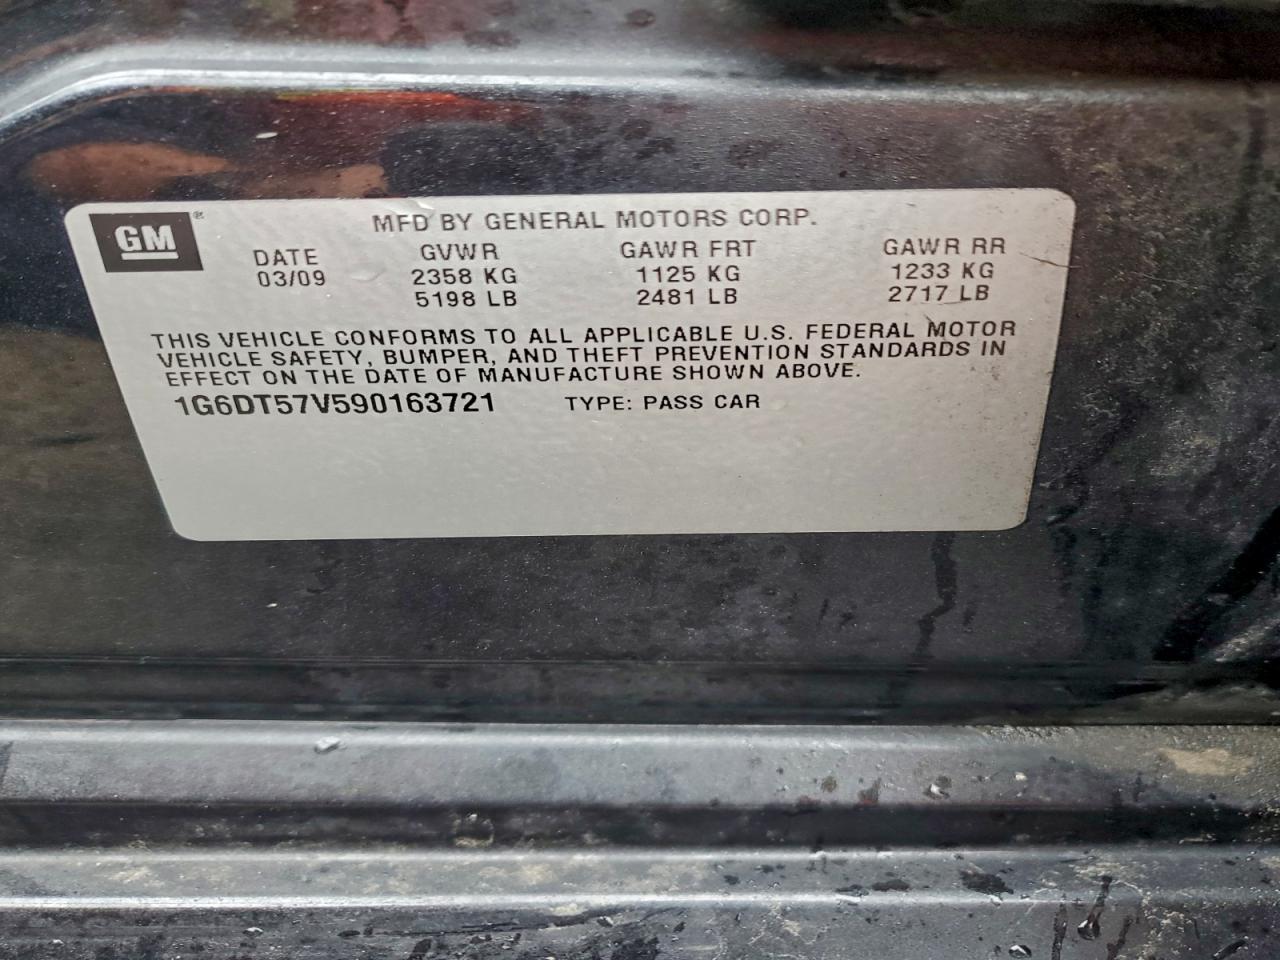 GM ®
MFD BY GENERAL MOTORS CORP.
DATE GVWR GAWR FRT GAWR RR
03/09 2358 KG 1125 KG 1233 KG
5198 LB 2481 LB 2717 LB
THIS VEHICLE CONFORMS TO ALL APPLICABLE U.S. FEDERAL MOTOR
VEHICLE SAFETY, BUMPER, AND THEFT PREVENTION STANDARDS IN
EFFECT ON THE DATE OF MANUFACTURE SHOWN ABOVE.
1G6DT57V590163721 TYPE: PASS CAR